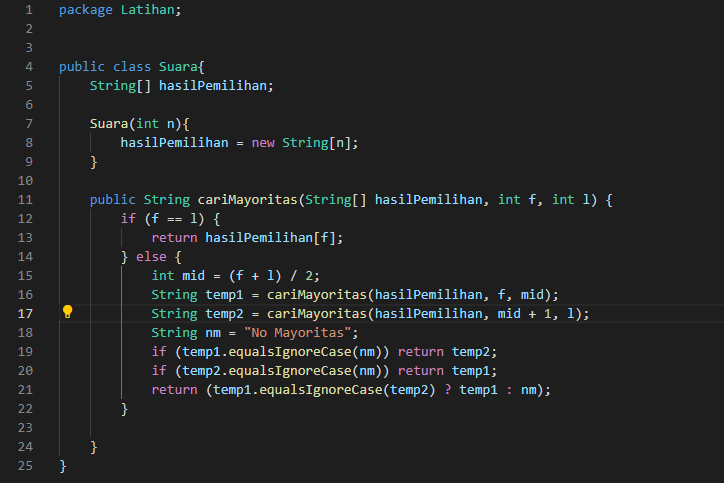 1 package Latihan;
2
3
4 public class Suara{
5     String[] hasilPemilihan;
6
7     Suara(int n){
8         hasilPemilihan = new String[n];
9     }
10
11     public String cariMayoritas(String[] hasilPemilihan, int f, int l) {
12         if (f == l) {
13             return hasilPemilihan[f];
14         } else {
15             int mid = (f + l) / 2;
16             String temp1 = cariMayoritas(hasilPemilihan, f, mid);
17             String temp2 = cariMayoritas(hasilPemilihan, mid + 1, l);
18             String nm = "No Mayoritas";
19             if (temp1.equalsIgnoreCase(nm)) return temp2;
20             if (temp2.equalsIgnoreCase(nm)) return temp1;
21             return (temp1.equalsIgnoreCase(temp2) ? temp1 : nm);
22         }
23
24     }
25 }